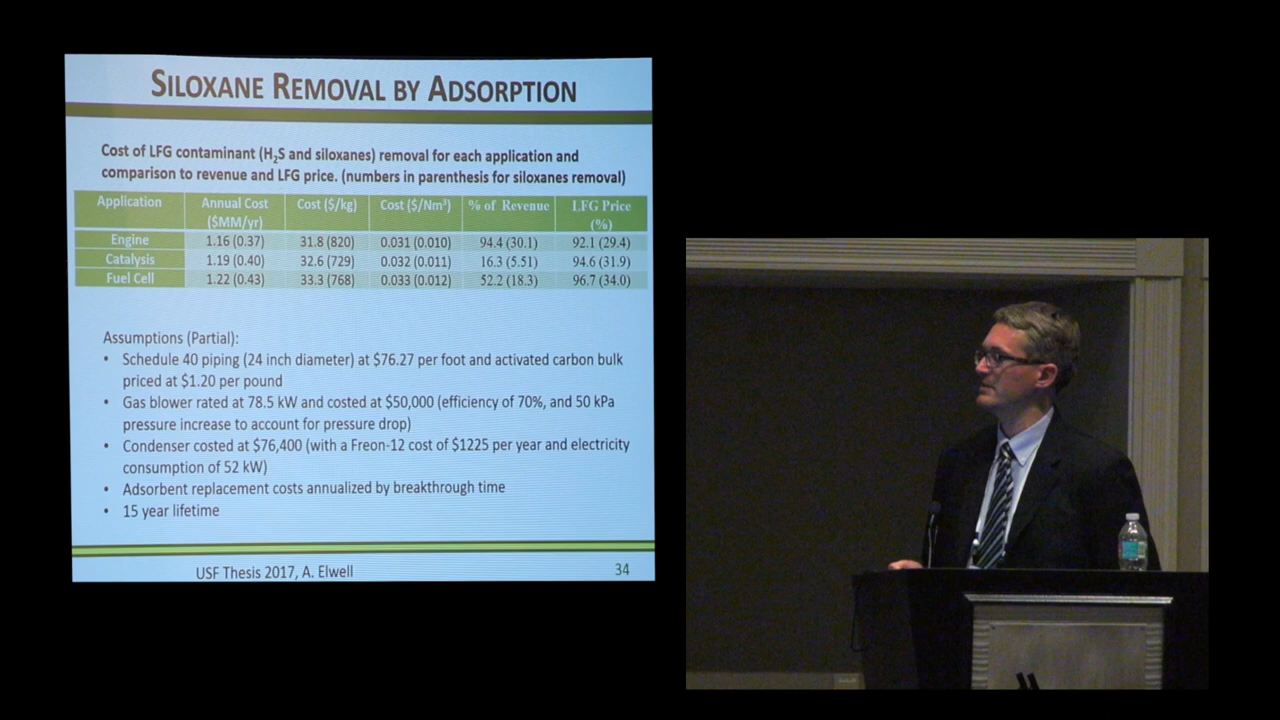 SILOXANE REMOVAL BY ADSORPTION
Cost of LFG contaminant (H₂S and siloxanes) removal for each application and
comparison to revenue and LFG price. (numbers in parenthesis for siloxanes removal)
Application Annual Cost ($MM/yr) Cost ($/kg) Cost ($/Nm³) % of Revenue LFG Price (%)
Engine 1.16 (0.37) 31.8 (820) 0.031 (0.010) 94.4 (30.1) 92.1 (29.4)
Catalysis 1.19 (0.40) 32.6 (729) 0.032 (0.011) 16.3 (5.51) 94.6 (31.9)
Fuel Cell 1.22 (0.43) 33.3 (768) 0.033 (0.012) 52.2 (18.3) 96.7 (34.0)
Assumptions (Partial):
• Schedule 40 piping (24 inch diameter) at $76.27 per foot and activated carbon bulk
priced at $1.20 per pound
• Gas blower rated at 78.5 kW and costed at $50,000 (efficiency of 70%, and 50 kPa
pressure increase to account for pressure drop)
• Condenser costed at $76,400 (with a Freon-12 cost of $1225 per year and electricity
consumption of 52 kW)
• Adsorbent replacement costs annualized by breakthrough time
• 15 year lifetime
USF Thesis 2017, A. Elwell
34